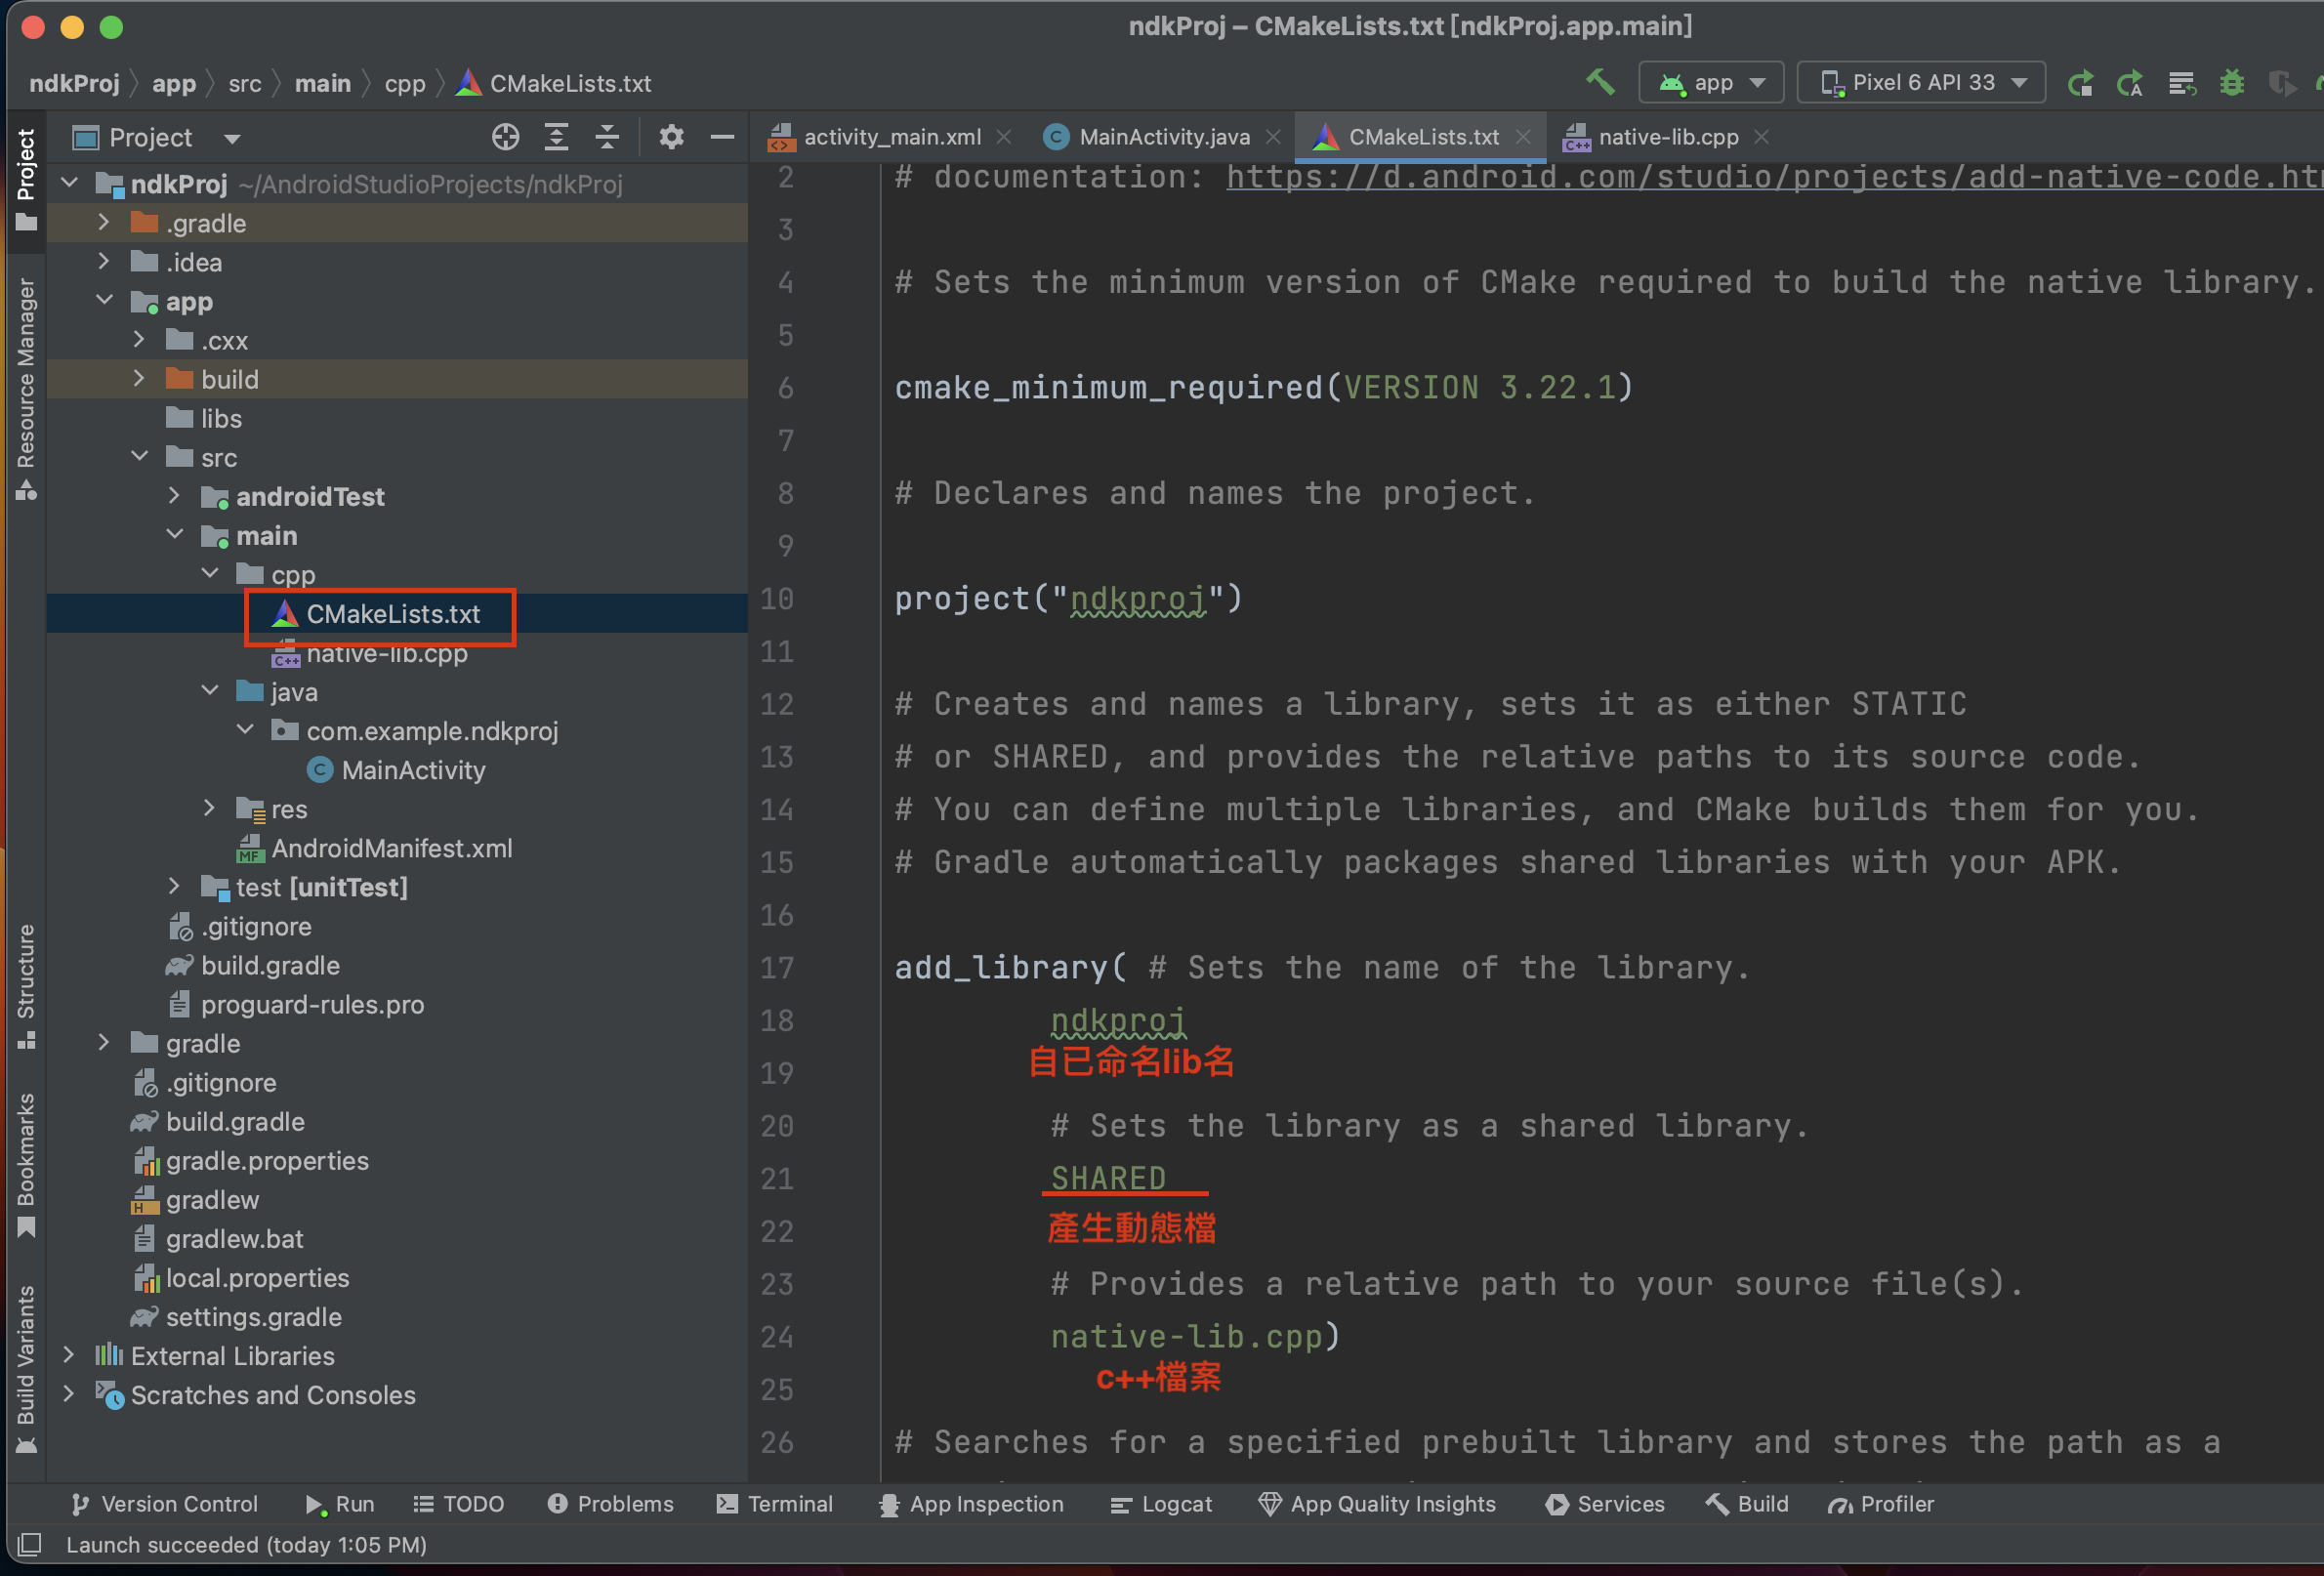 ndkProj – CMakeLists.txt [ndkProj.app.main]
ndkProj app src main cpp CMakeLists.txt
app
Pixel 6 API 33
Project
activity_main.xml
MainActivity.java
CMakeLists.txt
native-lib.cpp
Project
Resource Manager
Structure
Bookmarks
Build Variants
ndkProj ~/AndroidStudioProjects/ndkProj
.gradle
.idea
app
.cxx
build
libs
src
androidTest
main
cpp
CMakeLists.txt
native-lib.cpp
java
com.example.ndkproj
MainActivity
res
AndroidManifest.xml
test [unitTest]
.gitignore
build.gradle
proguard-rules.pro
gradle
.gitignore
build.gradle
gradle.properties
gradlew
gradlew.bat
local.properties
settings.gradle
External Libraries
Scratches and Consoles
2 # documentation: https://d.android.com/studio/projects/add-native-code.ht
3
4 # Sets the minimum version of CMake required to build the native library.
5
6 cmake_minimum_required(VERSION 3.22.1)
7
8 # Declares and names the project.
9
10 project("ndkproj")
11
12 # Creates and names a library, sets it as either STATIC
13 # or SHARED, and provides the relative paths to its source code.
14 # You can define multiple libraries, and CMake builds them for you.
15 # Gradle automatically packages shared libraries with your APK.
16
17 add_library( # Sets the name of the library.
18 ndkproj
19 自已命名lib名
20 # Sets the library as a shared library.
21 SHARED
22 產生動態檔
23 # Provides a relative path to your source file(s).
24 native-lib.cpp)
25 c++檔案
26 # Searches for a specified prebuilt library and stores the path as a
Version Control Run TODO Problems Terminal App Inspection Logcat App Quality Insights Services Build Profiler
Launch succeeded (today 1:05 PM)